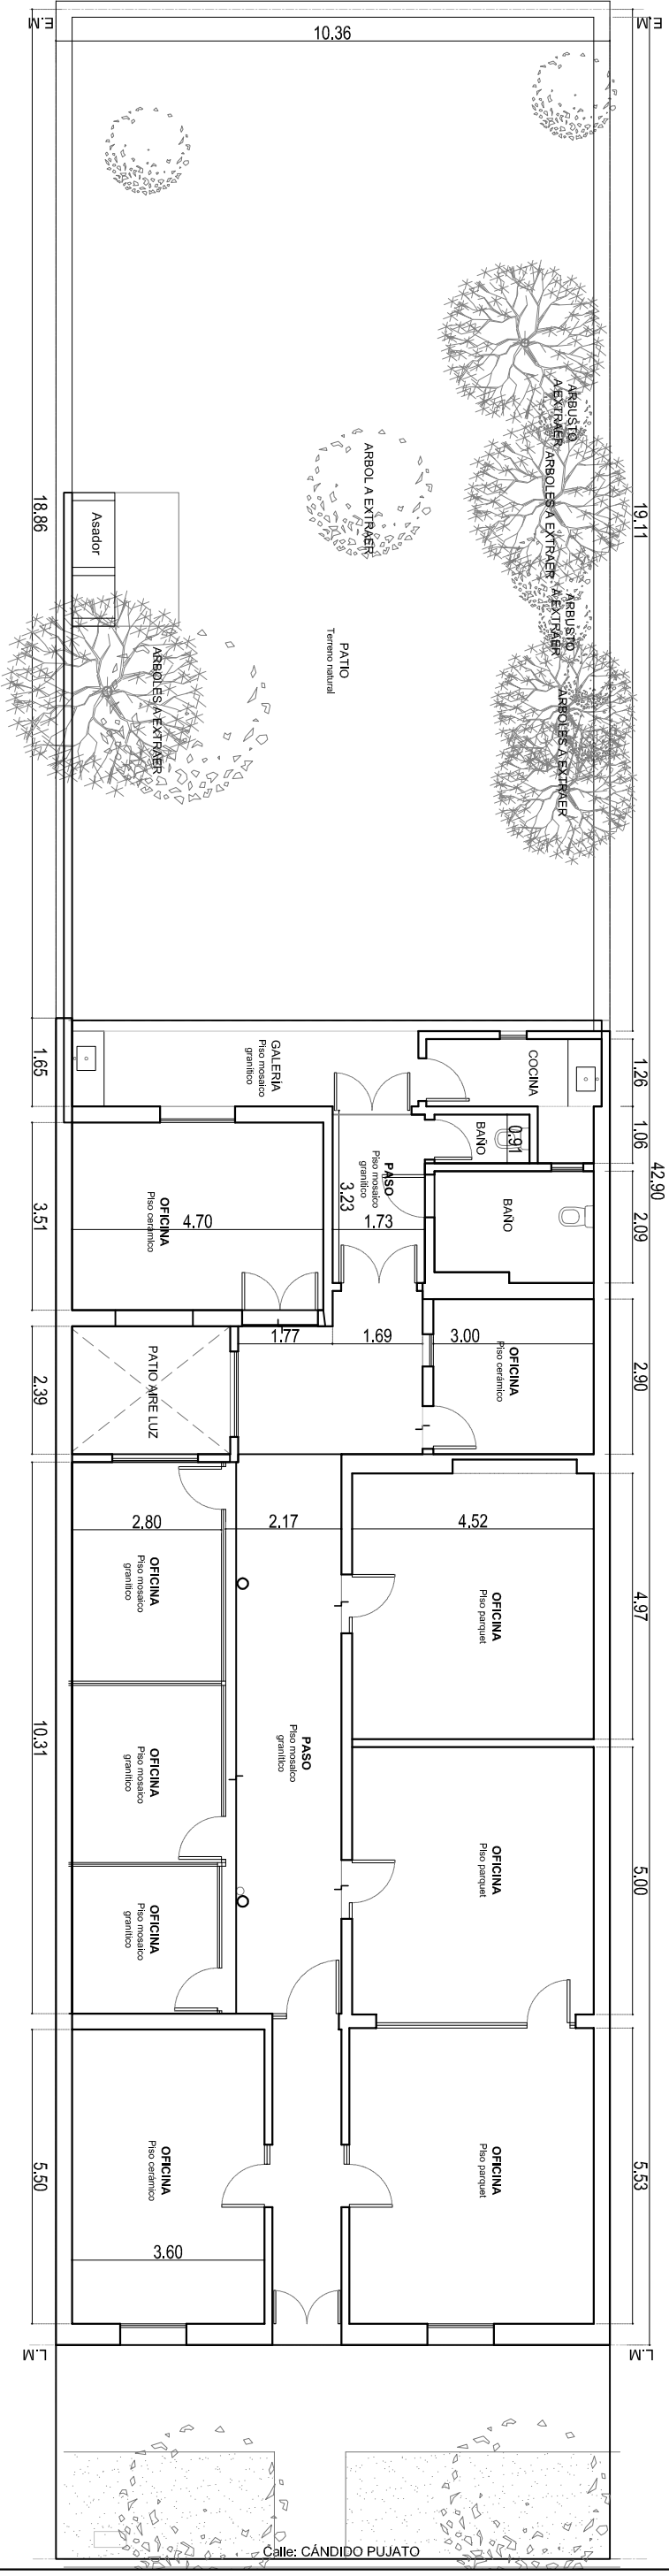 E.M
E.M
10.36
ARBUSTO
A EXTRAER
ARBOLES A EXTRAER
ARBOL A EXTRAER
19.11
18.86
Asador
ARBUSTO
A EXTRAER
PATIO
Terreno natural
ARBOLES A EXTRAER
ARBOLES A EXTRAER
GALERÍA
Piso mosaico
granítico
COCINA
1.65
1.26
1.06
42.90
BAÑO
0.91
PASO
Piso mosaico
granítico
3.23
1.73
BAÑO
2.09
OFICINA
Piso cerámico
4.70
3.51
1.77
1.69
3.00
OFICINA
Piso cerámico
2.90
PATIO AIRE LUZ
2.39
2.80
2.17
4.52
OFICINA
Piso mosaico
granítico
OFICINA
Piso parquet
4.97
OFICINA
Piso mosaico
granítico
PASO
Piso mosaico
granítico
10.31
OFICINA
Piso parquet
5.00
OFICINA
Piso mosaico
granítico
OFICINA
Piso cerámico
3.60
5.50
OFICINA
Piso parquet
5.53
L.M
L.M
Calle: CÁNDIDO PUJATO